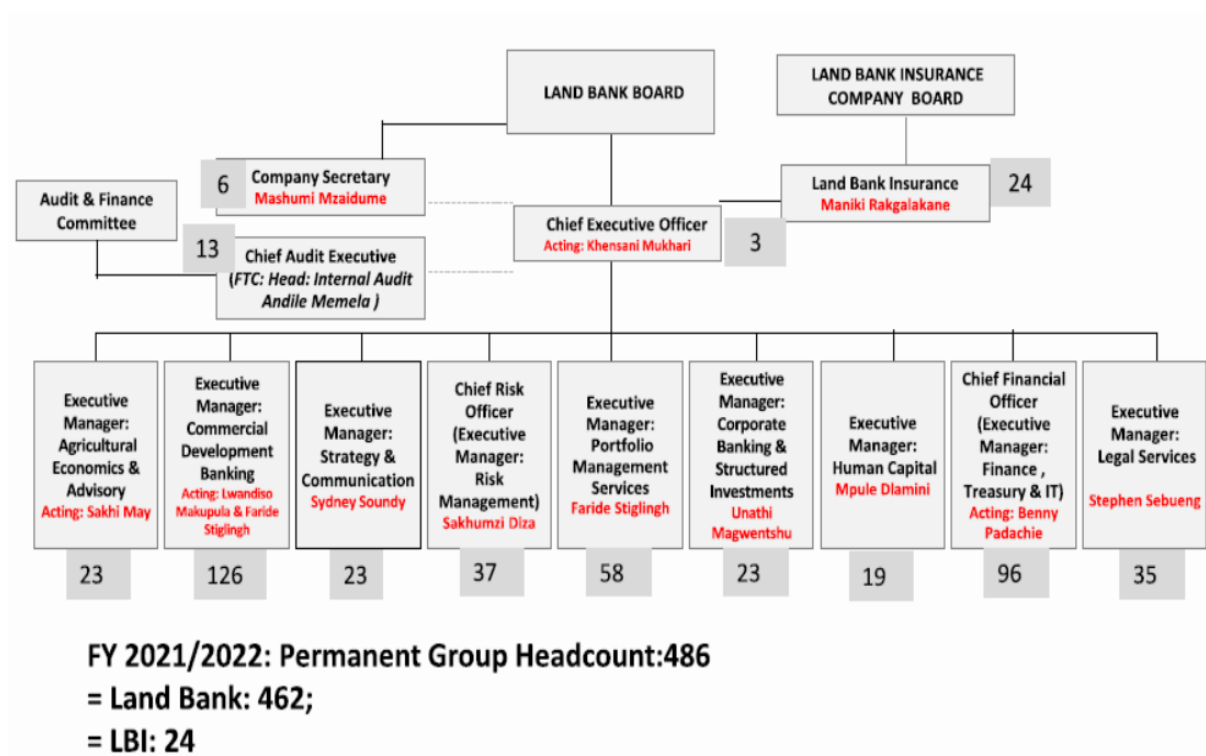 LAND BANK BOARD
LAND BANK INSURANCE
COMPANY BOARD
6
Company Secretary
Mashumi Mzaidume
Audit & Finance
Committee
Land Bank Insurance
Maniki Rakgalakane
24
Chief Executive Officer
Acting: Khensani Mukhari
3
13
Chief Audit Executive
(FTC: Head: Internal Audit
Andile Memela )
Executive
Manager:
Agricultural
Economics &
Advisory
Acting: Sakhi May
23
Executive
Manager:
Commercial
Development
Banking
Acting: Lwandiso
Makupula & Faride
Stiglingh
126
Executive
Manager:
Strategy &
Communication
Sydney Soundy
23
Chief Risk
Officer
(Executive
Manager:
Risk
Management)
Sakhumzi Diza
37
Executive
Manager:
Portfolio
Management
Services
Faride Stiglingh
58
Executive
Manager:
Corporate
Banking &
Structured
Investments
Unathi
Magwentshu
23
Executive
Manager:
Human Capital
Mpule Dlamini
19
Chief Financial
Officer
(Executive
Manager:
Finance ,
Treasury & IT)
Acting: Benny
Padachie
96
Executive
Manager:
Legal Services
Stephen Sebueng
35
FY 2021/2022: Permanent Group Headcount:486
= Land Bank: 462;
= LBI: 24